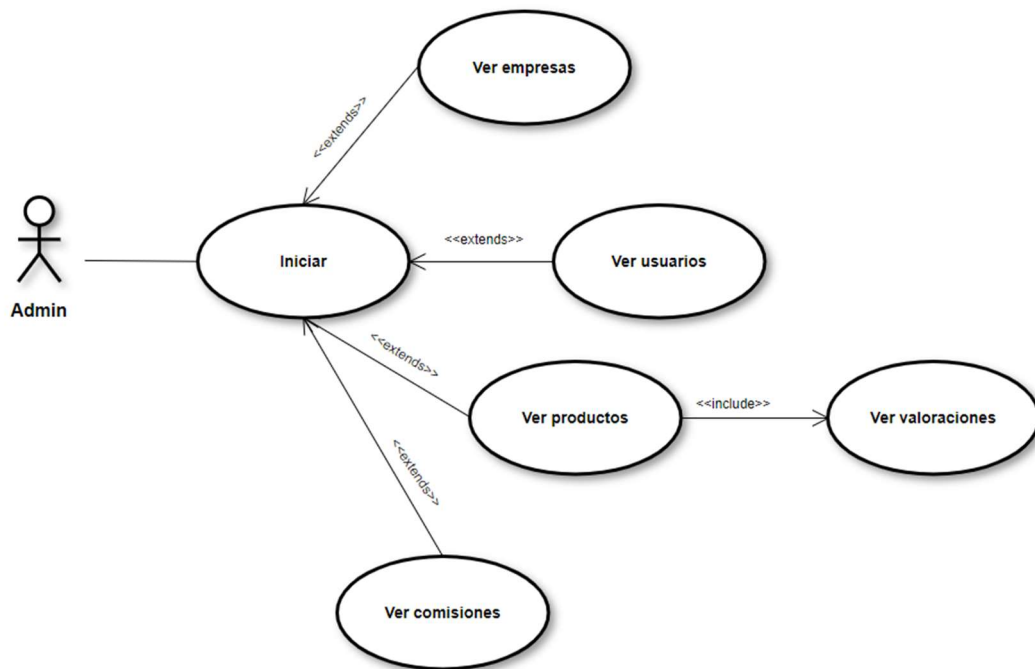 Ver empresas
<<extends>>
Admin
Iniciar
<<extends>>
Ver usuarios
<<extends>>
Ver productos
<<include>>
Ver valoraciones
<<extends>>
Ver comisiones